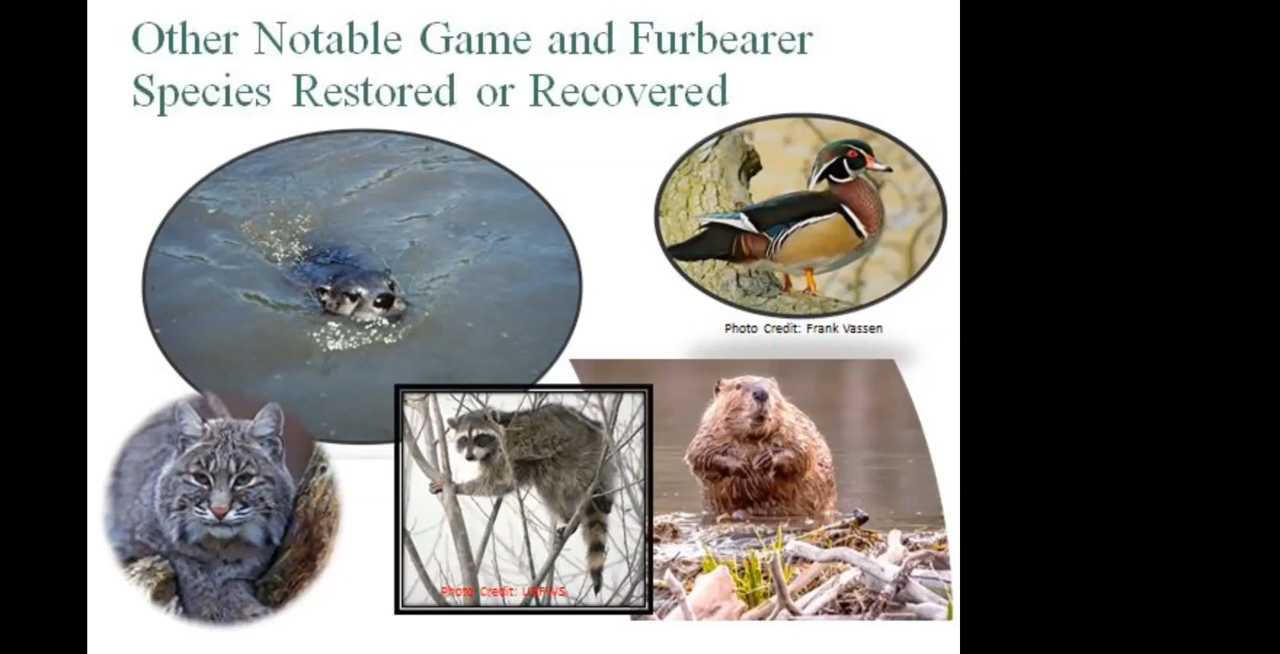 Other Notable Game and Furbearer
Species Restored or Recovered
Photo Credit: Frank Vassen
Photo Credit: USFWS